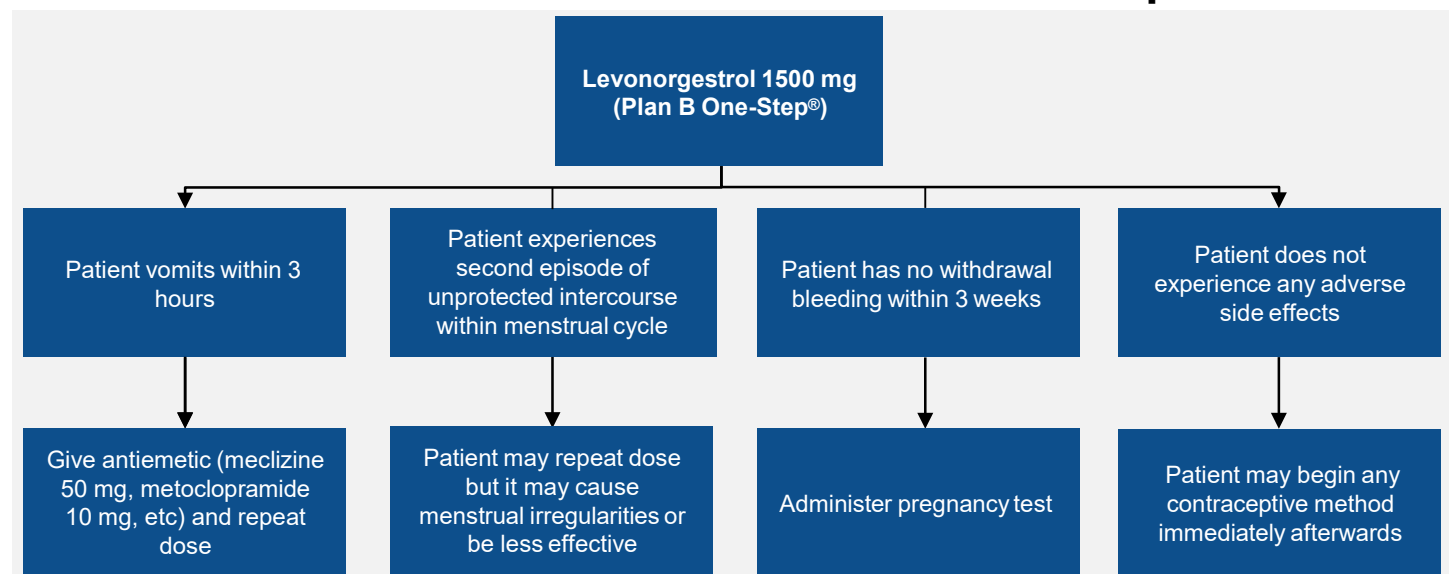 Levonorgestrol 1500 mg
(Plan B One-Step®)
Patient vomits within 3
hours
Patient experiences
second episode of
unprotected intercourse
within menstrual cycle
Patient has no withdrawal
bleeding within 3 weeks
Patient does not
experience any adverse
side effects
Give antiemetic (meclizine
50 mg, metoclopramide
10 mg, etc) and repeat
dose
Patient may repeat dose
but it may cause
menstrual irregularities or
be less effective
Administer pregnancy test
Patient may begin any
contraceptive method
immediately afterwards